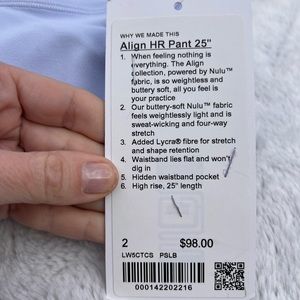 WHY WE MADE THIS
Align HR Pant 25"
1. When feeling nothing is
everything. The Align
collection, powered by Nulu™
fabric, is so weightless and
buttery soft, all you feel is
your practice
2. Our buttery-soft Nulu™ fabric
feels weightlessly light and is
sweat-wicking and four-way
stretch
3. Added Lycra® fibre for stretch
and shape retention
4. Waistband lies flat and won't
dig in
5. Hidden waistband pocket
6. High rise, 25" length
2 $98.00
LW5CTCS PSLB
000142202216